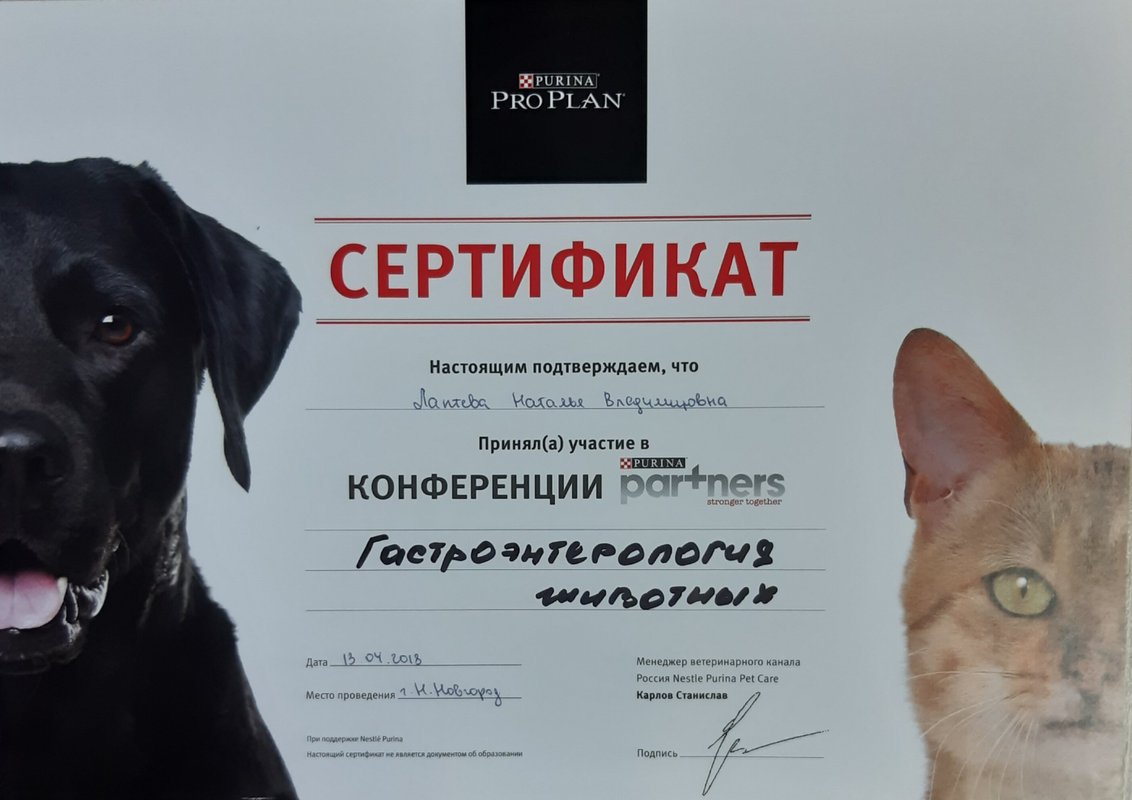 PURINA
PRO PLAN
СЕРТИФИКАТ
Настоящим подтверждаем, что
Лаптева Наталья Владимировна
Принял(а) участие в
КОНФЕРЕНЦИИ PURINA partners
stronger together
Гастроэнтерология
животных
Дата 13 04.2018
Место проведения г.Н.Новгород
При поддержке Nestlé Purina
Настоящий сертификат не является документом об образовании
Менеджер ветеринарного канала
Россия Nestle Purina Pet Care
Карлов Станислав
Подпись